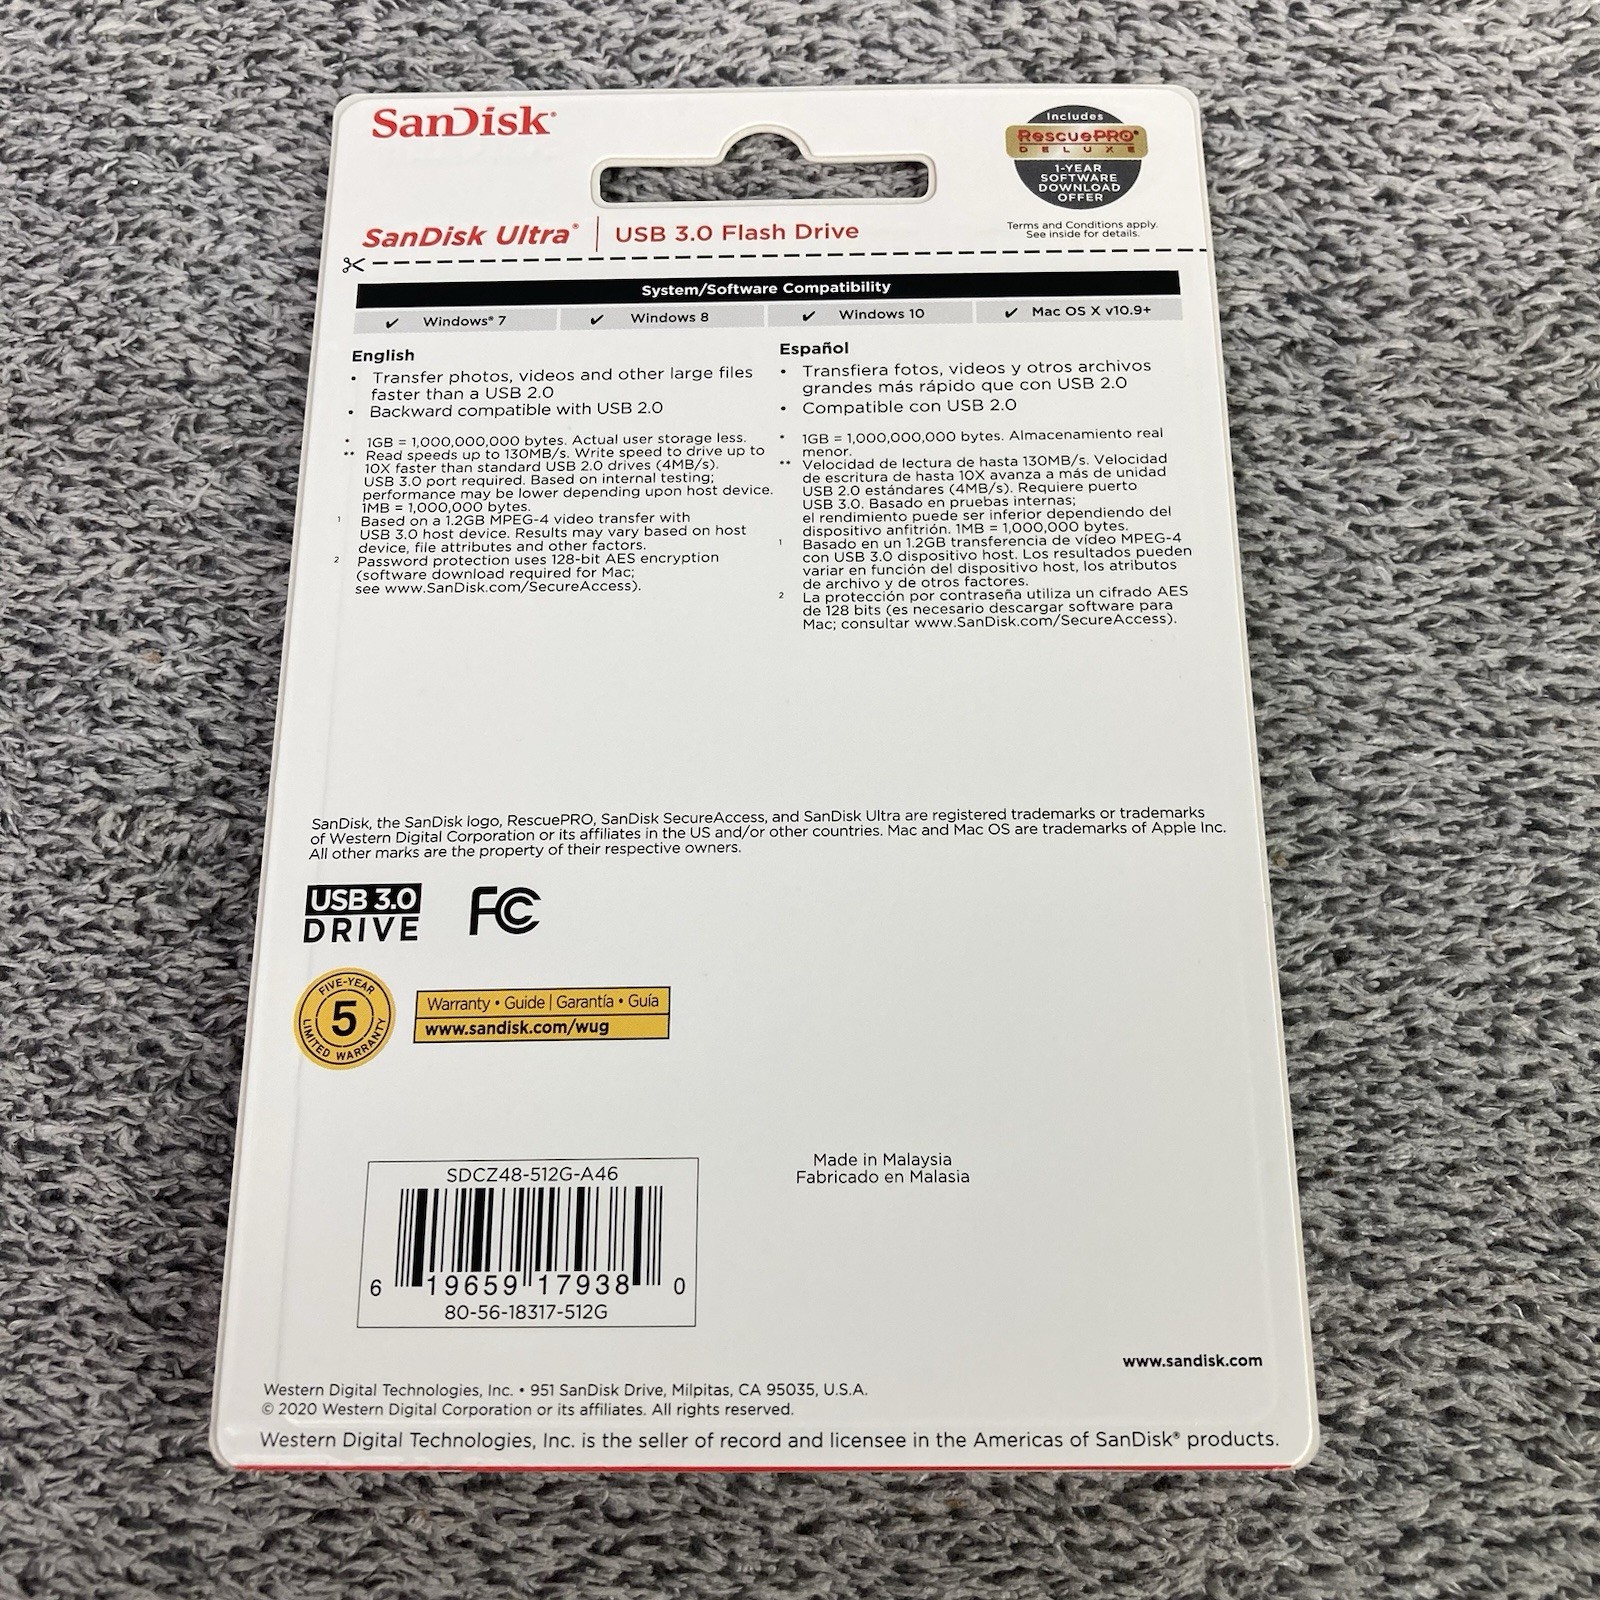 SanDisk®
Includes
RescuePRO®
DELUXE
1-YEAR
SOFTWARE
DOWNLOAD
OFFER
Terms and Conditions apply.
See inside for details.
SanDisk Ultra® | USB 3.0 Flash Drive
System/Software Compatibility
✓ Windows® 7 ✓ Windows 8 ✓ Windows 10 ✓ Mac OS X v10.9+
English
• Transfer photos, videos and other large files
faster than a USB 2.0
• Backward compatible with USB 2.0
* 1GB = 1,000,000,000 bytes. Actual user storage less.
** Read speeds up to 130MB/s. Write speed to drive up to
10X faster than standard USB 2.0 drives (4MB/s).
USB 3.0 port required. Based on internal testing;
performance may be lower depending upon host device.
1MB = 1,000,000 bytes.
1 Based on a 1.2GB MPEG-4 video transfer with
USB 3.0 host device. Results may vary based on host
device, file attributes and other factors.
2 Password protection uses 128-bit AES encryption
(software download required for Mac;
see www.SanDisk.com/SecureAccess).
Español
• Transfiera fotos, videos y otros archivos
grandes más rápido que con USB 2.0
• Compatible con USB 2.0
* 1GB = 1,000,000,000 bytes. Almacenamiento real
menor.
** Velocidad de lectura de hasta 130MB/s. Velocidad
de escritura de hasta 10X avanza a más de unidad
USB 2.0 estándares (4MB/s). Requiere puerto
USB 3.0. Basado en pruebas internas;
el rendimiento puede ser inferior dependiendo del
dispositivo anfitrión. 1MB = 1,000,000 bytes.
1 Basado en un 1.2GB transferencia de vídeo MPEG-4
con USB 3.0 dispositivo host. Los resultados pueden
variar en función del dispositivo host, los atributos
de archivo y de otros factores.
2 La protección por contraseña utiliza un cifrado AES
de 128 bits (es necesario descargar software para
Mac; consultar www.SanDisk.com/SecureAccess).
SanDisk, the SanDisk logo, RescuePRO, SanDisk SecureAccess, and SanDisk Ultra are registered trademarks or trademarks
of Western Digital Corporation or its affiliates in the US and/or other countries. Mac and Mac OS are trademarks of Apple Inc.
All other marks are the property of their respective owners.
USB 3.0
DRIVE
FC
FIVE-YEAR
5
LIMITED WARRANTY
Warranty • Guide | Garantía • Guía
www.sandisk.com/wug
SDCZ48-512G-A46
6 19659 17938 0
80-56-18317-512G
Made in Malaysia
Fabricado en Malasia
www.sandisk.com
Western Digital Technologies, Inc. • 951 SanDisk Drive, Milpitas, CA 95035, U.S.A.
© 2020 Western Digital Corporation or its affiliates. All rights reserved.
Western Digital Technologies, Inc. is the seller of record and licensee in the Americas of SanDisk® products.